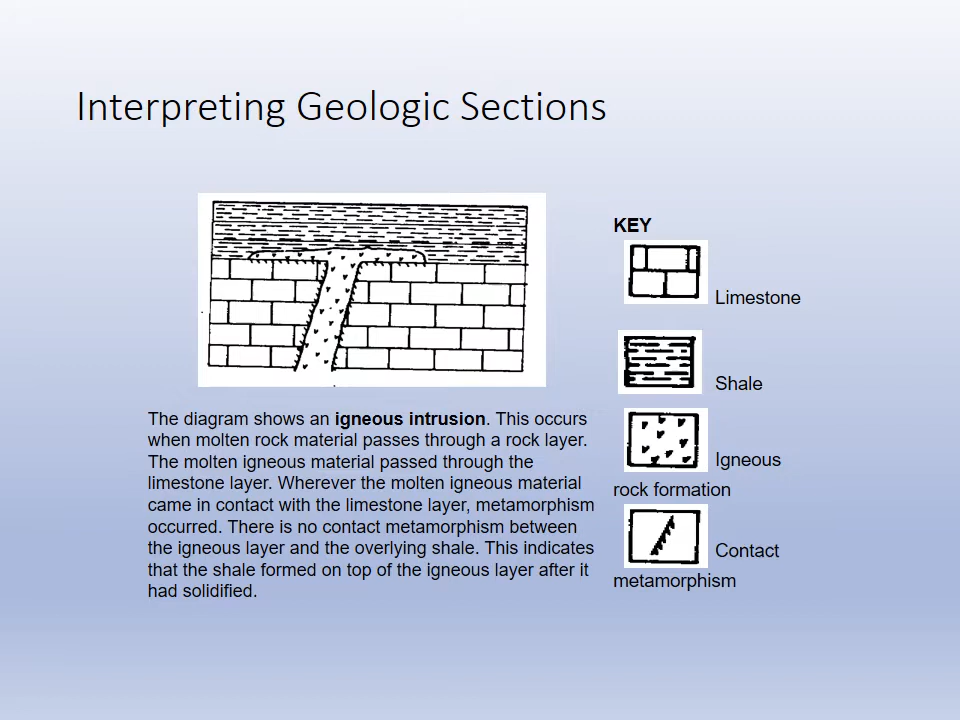 Interpreting Geologic Sections
The diagram shows an igneous intrusion. This occurs
when molten rock material passes through a rock layer.
The molten igneous material passed through the
limestone layer. Wherever the molten igneous material
came in contact with the limestone layer, metamorphism
occurred. There is no contact metamorphism between
the igneous layer and the overlying shale. This indicates
that the shale formed on top of the igneous layer after it
had solidified.
KEY
Limestone
Shale
Igneous
rock formation
Contact
metamorphism